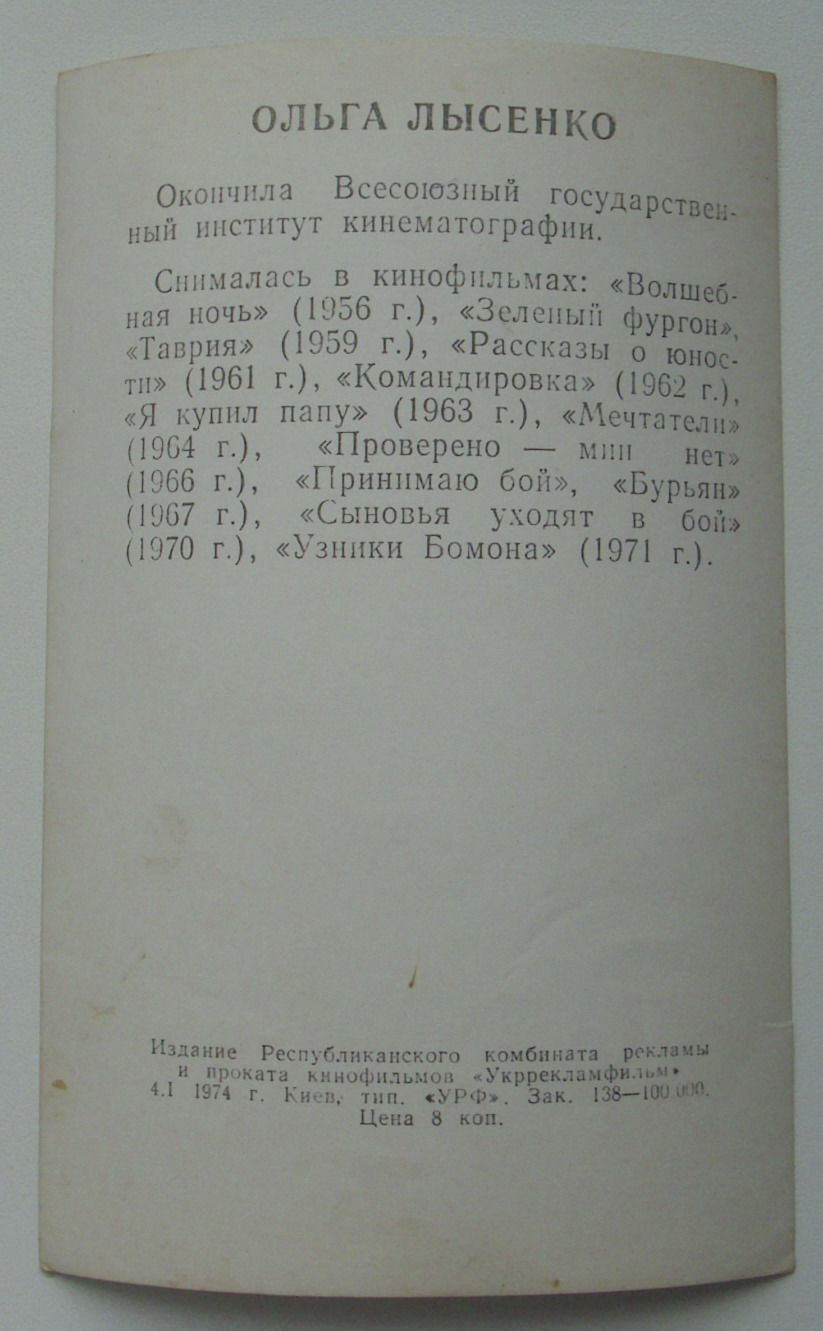 ОЛЬГА ЛЫСЕНКО
Окончила Всесоюзный государствен-
ный институт кинематографии.
Снималась в кинофильмах: «Волшеб-
ная ночь» (1956 г.), «Зеленый фургон»,
«Таврия» (1959 г.), «Рассказы о юнос-
ти» (1961 г.), «Командировка» (1962 г.),
«Я купил папу» (1963 г.), «Мечтатели»
(1964 г.), «Проверено — мин нет»
(1966 г.), «Принимаю бой», «Бурьян»
(1967 г.), «Сыновья уходят в бой»
(1970 г.), «Узники Бомона» (1971 г.).
Издание Республиканского комбината рекламы
и проката кинофильмов «Укррекламфильм»
4.I 1974 г. Киев, тип. «УРФ». Зак. 138—100.000.
Цена 8 коп.